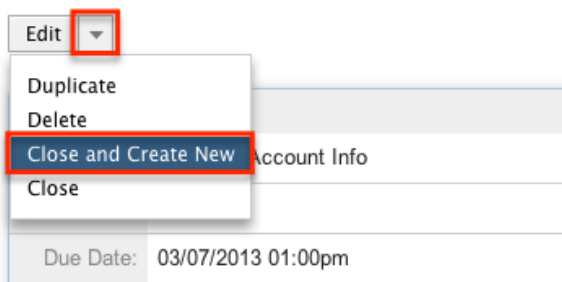 Edit
Duplicate
Delete
Close and Create New
Account Info
Close
Due Date: 03/07/2013 01:00pm